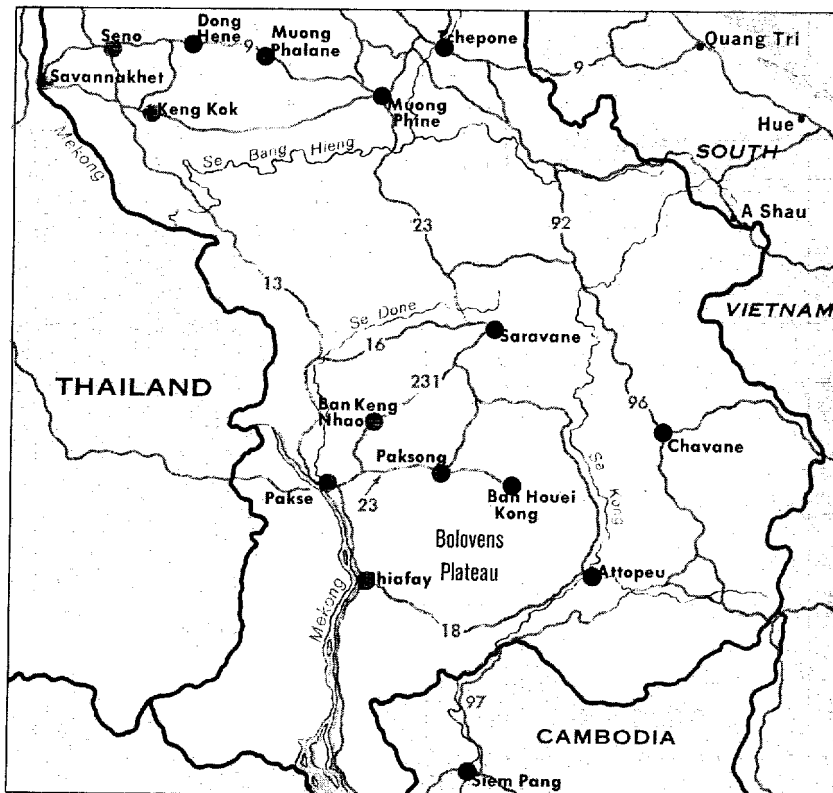 Dong
Hene
Muong
Phalane
Seno
Tchepone
Quang Tri
9
9
Savannakhet
Keng Kok
Muong
Phine
Hue
Mekong
Se Bang Hieng
SOUTH
A Shau
23
92
13
VIETNAM
Se Done
16
Saravane
THAILAND
231
Ban Keng
Nhao
96
Chavane
Paksong
Se Kong
Pakse
23
Ban Houei
Kong
Bolovens
Plateau
Mekong
Khiafay
Attopeu
18
97
CAMBODIA
Siem Pang